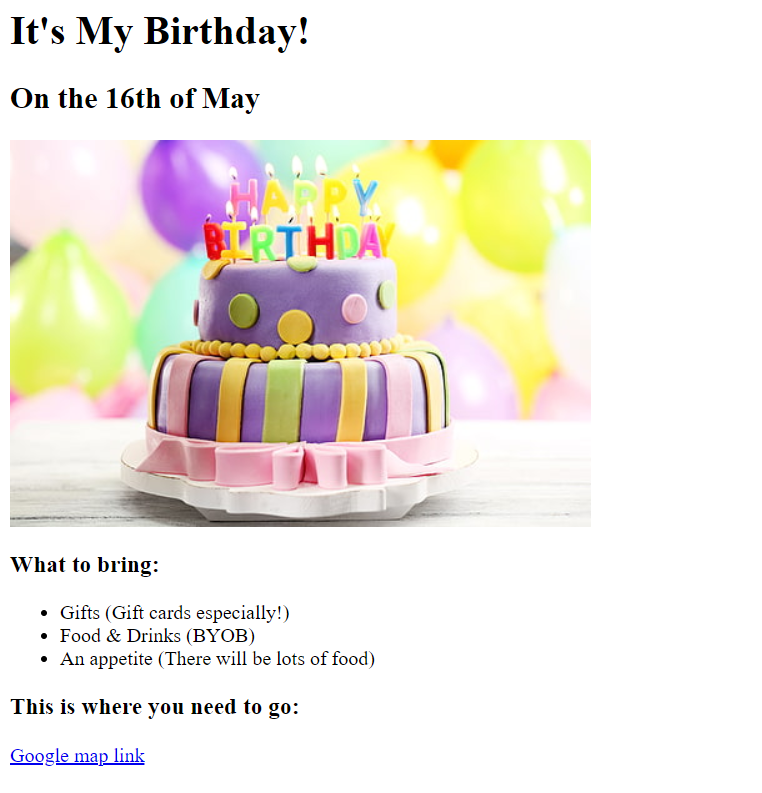 It's My Birthday!
On the 16th of May
HAPPY
BIRTHDAY
What to bring:
Gifts (Gift cards especially!)
Food & Drinks (BYOB)
An appetite (There will be lots of food)
This is where you need to go:
Google map link